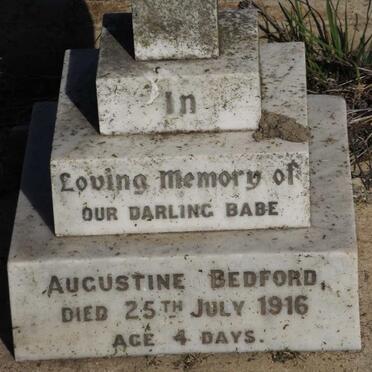 In
Loving Memory of
OUR DARLING BABE
AUGUSTINE BEDFORD,
DIED 25TH JULY 1916
AGE 4 DAYS.